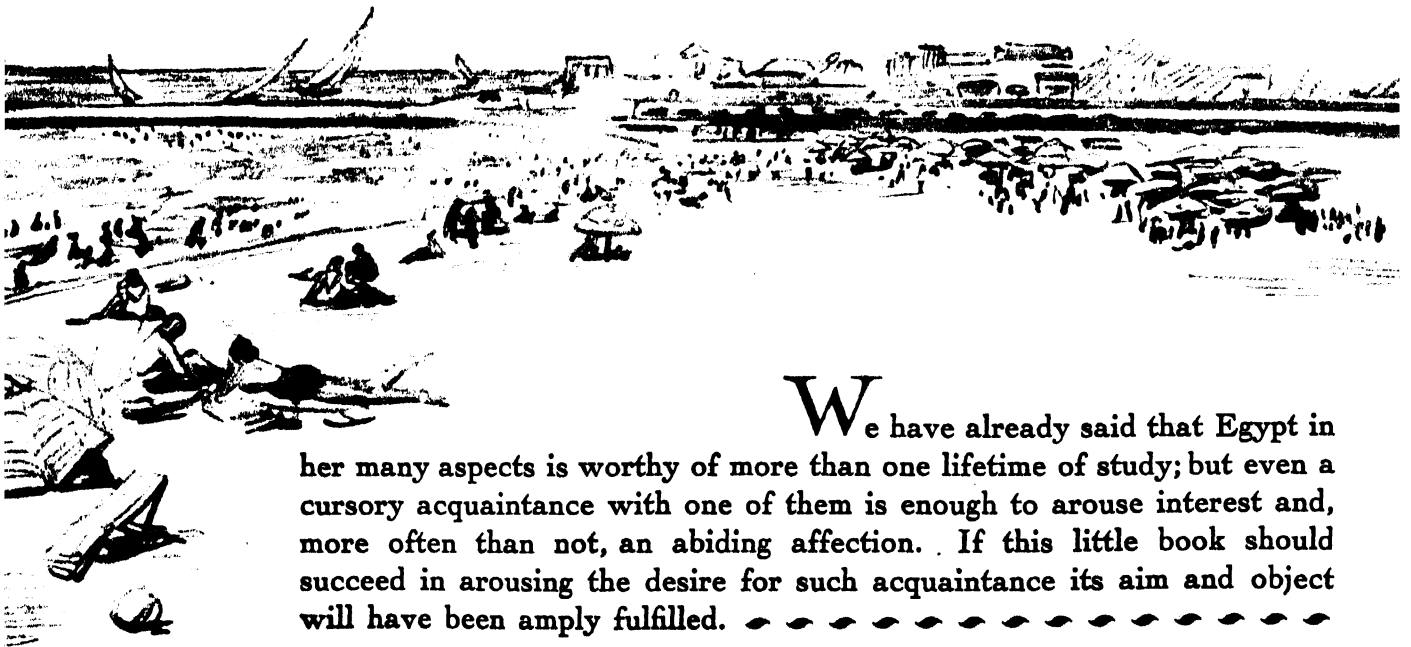 We have already said that Egypt in
her many aspects is worthy of more than one lifetime of study; but even a
cursory acquaintance with one of them is enough to arouse interest and,
more often than not, an abiding affection. . If this little book should
succeed in arousing the desire for such acquaintance its aim and object
will have been amply fulfilled.